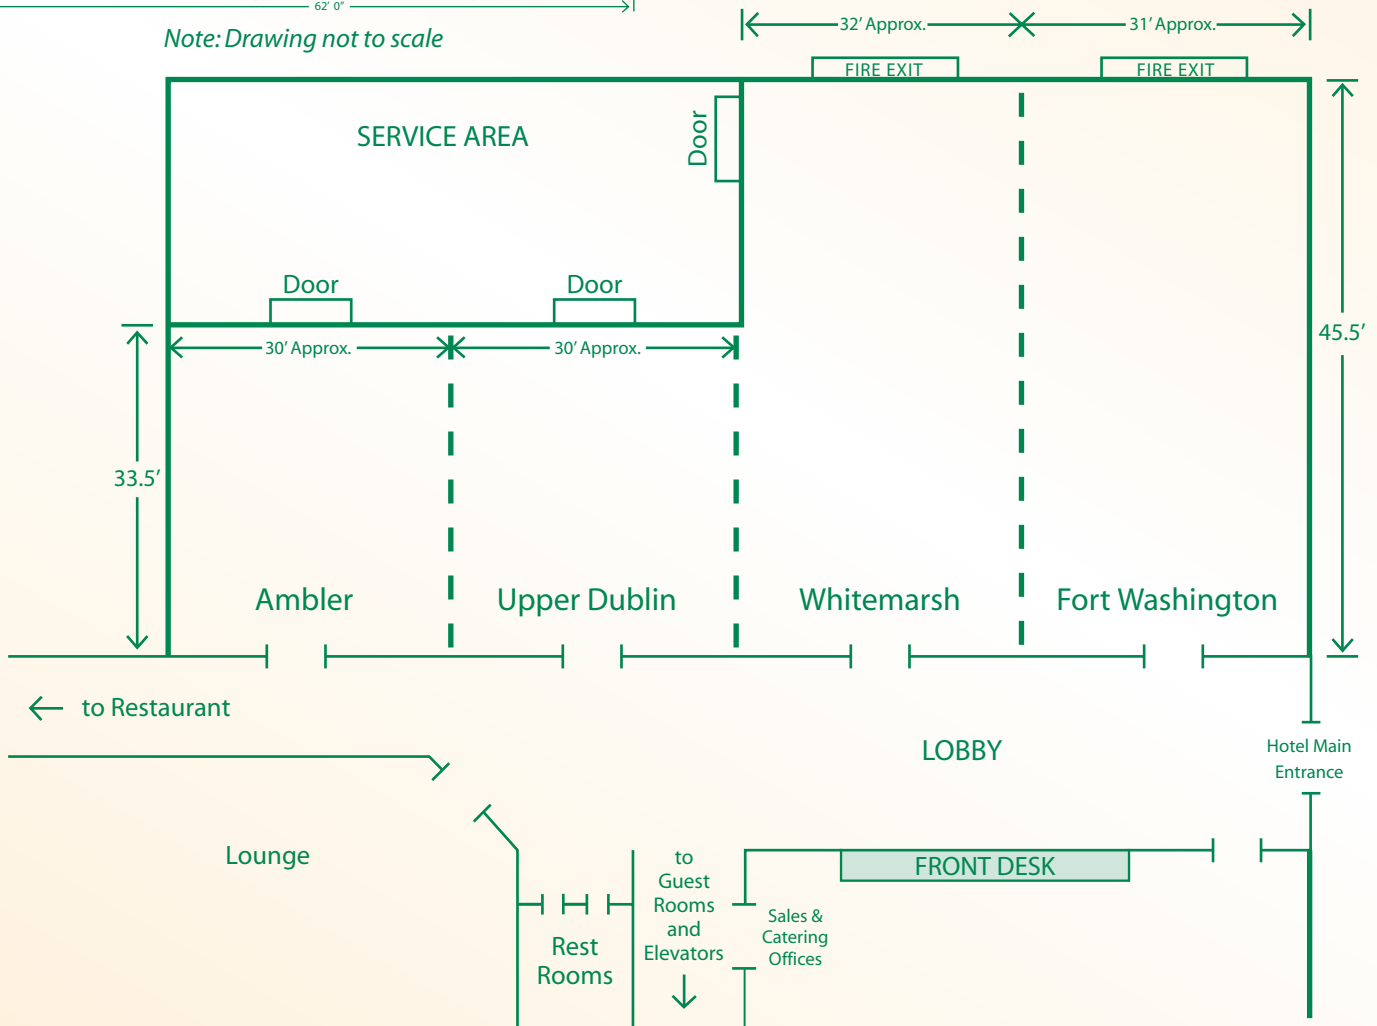 62' 0"
Note: Drawing not to scale
32' Approx.
31' Approx.
FIRE EXIT
FIRE EXIT
SERVICE AREA
Door
Door
Door
45.5'
30' Approx.
30' Approx.
33.5'
Ambler
Upper Dublin
Whitemarsh
Fort Washington
to Restaurant
LOBBY
Hotel Main
Entrance
Lounge
to
Guest
Rooms
and
Elevators
FRONT DESK
Sales &
Catering
Offices
Rest
Rooms